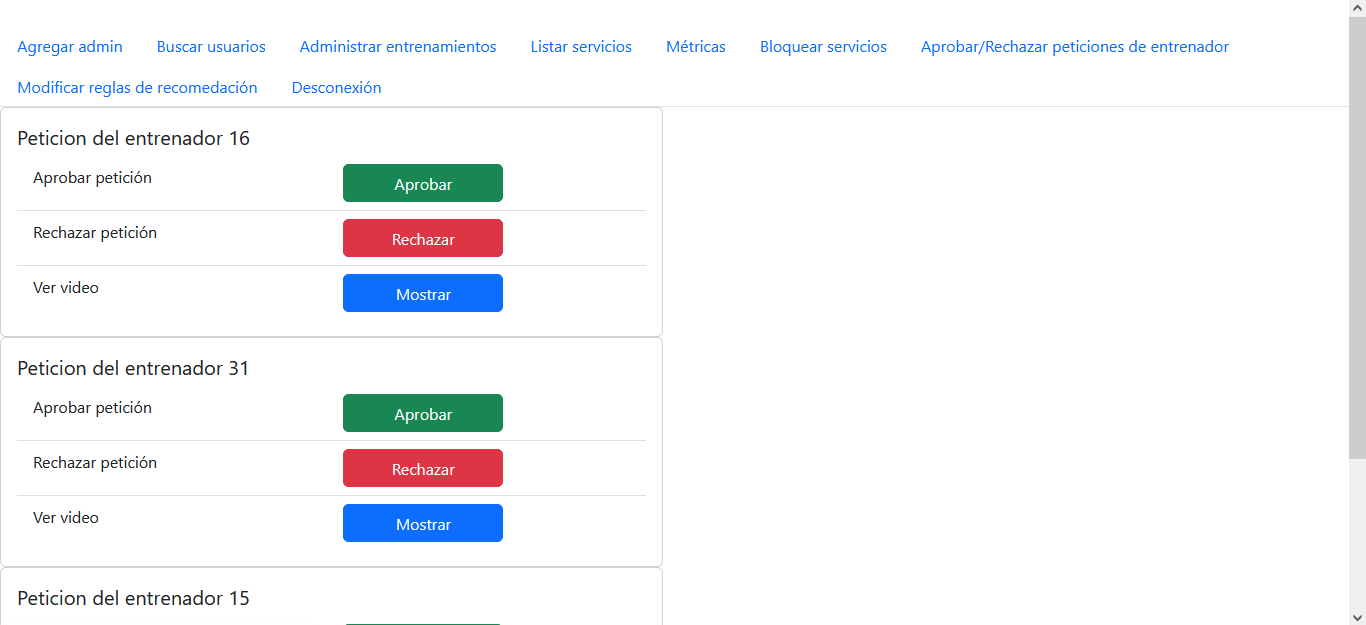 Agregar admin Buscar usuarios Administrar entrenamientos Listar servicios Métricas Bloquear servicios Aprobar/Rechazar peticiones de entrenador
Modificar reglas de recomedación Desconexión
Peticion del entrenador 16
Aprobar petición Aprobar
Rechazar petición Rechazar
Ver video Mostrar
Peticion del entrenador 31
Aprobar petición Aprobar
Rechazar petición Rechazar
Ver video Mostrar
Peticion del entrenador 15